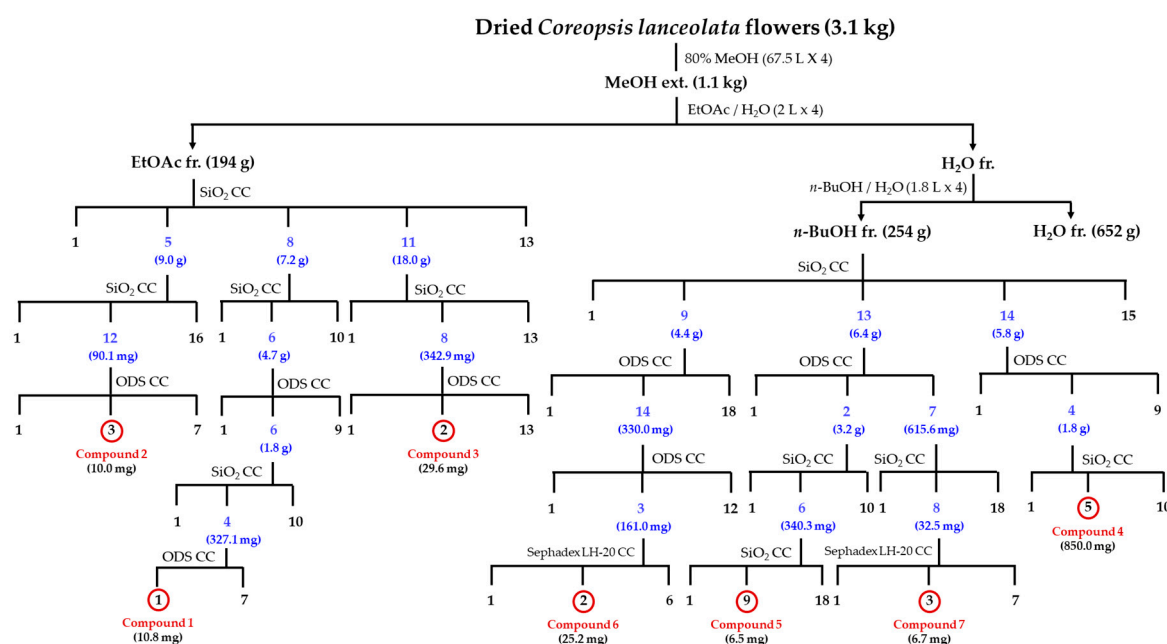 Dried Coreopsis lanceolata flowers (3.1 kg)
80% MeOH (67.5 L X 4)
MeOH ext. (1.1 kg)
EtOAc / H₂O (2 L x 4)
EtOAc fr. (194 g)
H₂O fr.
SiO₂ CC
n-BuOH / H₂O (1.8 L x 4)
n-BuOH fr. (254 g)
H₂O fr. (652 g)
1 5 8 11 13
(9.0 g) (7.2 g) (18.0 g)
SiO₂ CC
SiO₂ CC SiO₂ CC SiO₂ CC
1 9 13 14 15
(4.4 g) (6.4 g) (5.8 g)
1 12 16 1 6 10 1 8 13
(90.1 mg) (4.7 g) (342.9 mg)
ODS CC ODS CC ODS CC
ODS CC ODS CC ODS CC
1 14 18 1 2 7 1 4 9
(330.0 mg) (3.2 g) (615.6 mg) (1.8 g)
1 3 7 1 6 9 1 2 13
Compound 2 (1.8 g) Compound 3
(10.0 mg) (29.6 mg)
ODS CC SiO₂ CC SiO₂ CC SiO₂ CC
SiO₂ CC
1 3 12 1 6 10 1 8 18 1 5 10
(161.0 mg) (340.3 mg) (32.5 mg) Compound 4
(850.0 mg)
1 4 10
(327.1 mg)
ODS CC
Sephadex LH-20 CC SiO₂ CC Sephadex LH-20 CC
1 7 1 2 6 1 9 18 1 3 7
Compound 1 Compound 6 Compound 5 Compound 7
(10.8 mg) (25.2 mg) (6.5 mg) (6.7 mg)